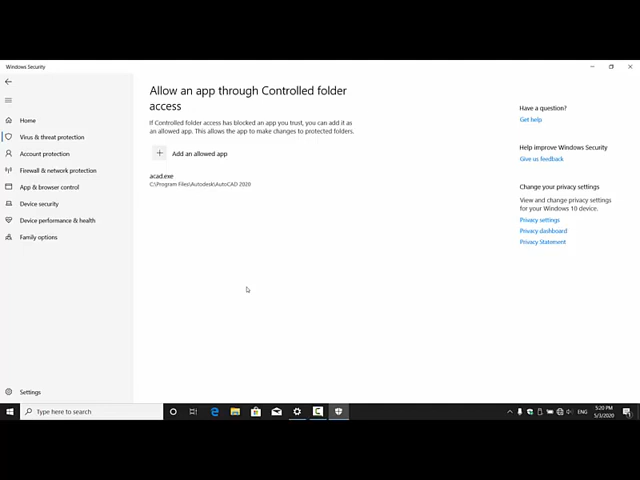 Windows Security
Home
Virus & threat protection
Account protection
Firewall & network protection
App & browser control
Device security
Device performance & health
Family options
Settings
Allow an app through Controlled folder
access
If Controlled folder access has blocked an app you trust, you can add it as
an allowed app. This allows the app to make changes to protected folders.
Add an allowed app
acad.exe
C:\Program Files\Autodesk\AutoCAD 2020
Have a question?
Get help
Help improve Windows Security
Give us feedback
Change your privacy settings
View and change privacy settings
for your Windows 10 device.
Privacy settings
Privacy dashboard
Privacy Statement
Type here to search
ENG
5:20 PM
5/3/2020